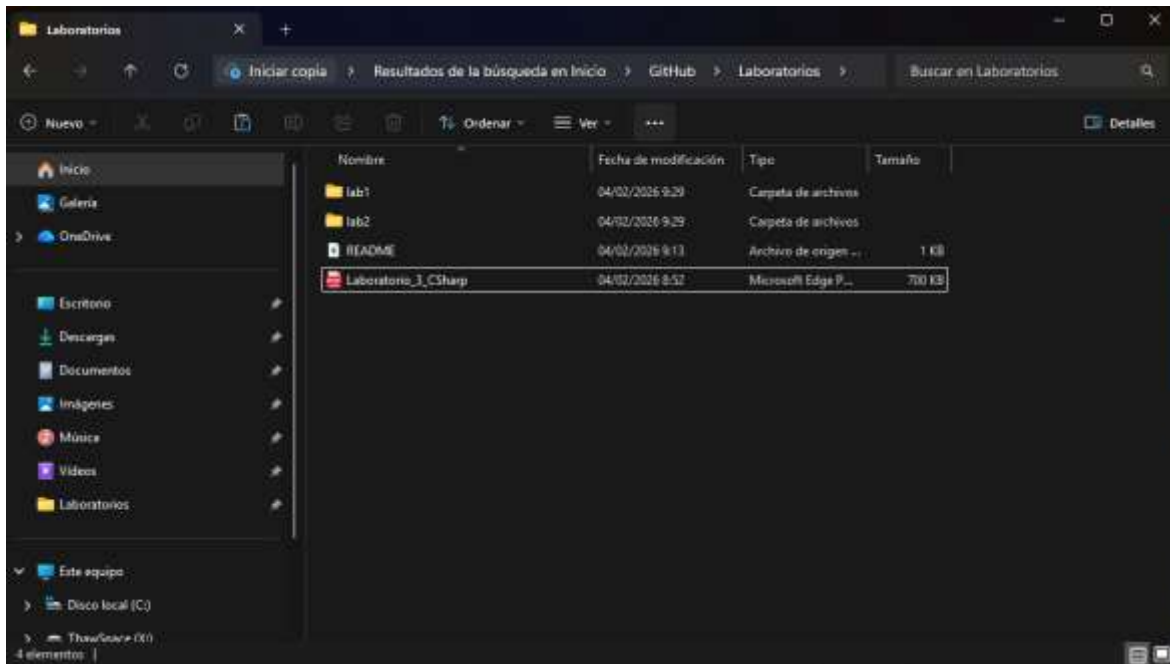 Laboratorios
Iniciar copia > Resultados de la búsqueda en Inicio > GitHub > Laboratorios > Buscar en Laboratorios
Nuevo Ordenar Ver ... Detalles
Nombre Fecha de modificación Tipo Tamaño
Inicio
Galería
OneDrive
Escritorio
Descargas
Documentos
Imágenes
Música
Vídeos
Laboratorios
Este equipo
Disco local (C:)
ThawSpace (X:)
lab1 04/02/2026 9:29 Carpeta de archivos
lab2 04/02/2026 9:29 Carpeta de archivos
README 04/02/2026 9:13 Archivo de origen ... 1 KB
Laboratorio_3_CSharp 04/02/2026 8:52 Microsoft Edge P... 700 KB
4 elementos